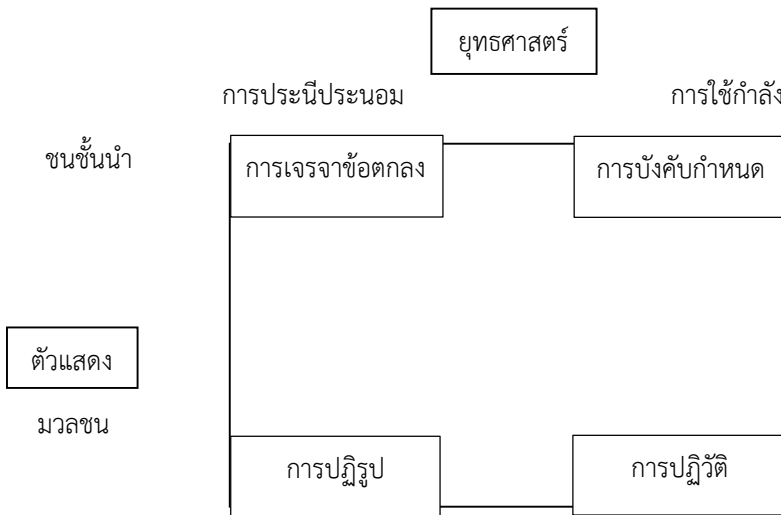 ยุทธศาสตร์
การประนีประนอม การใช้กำลัง
ชนชั้นนำ การเจรจาข้อตกลง การบังคับกำหนด
ตัวแสดง
มวลชน
การปฏิรูป การปฏิวัติ